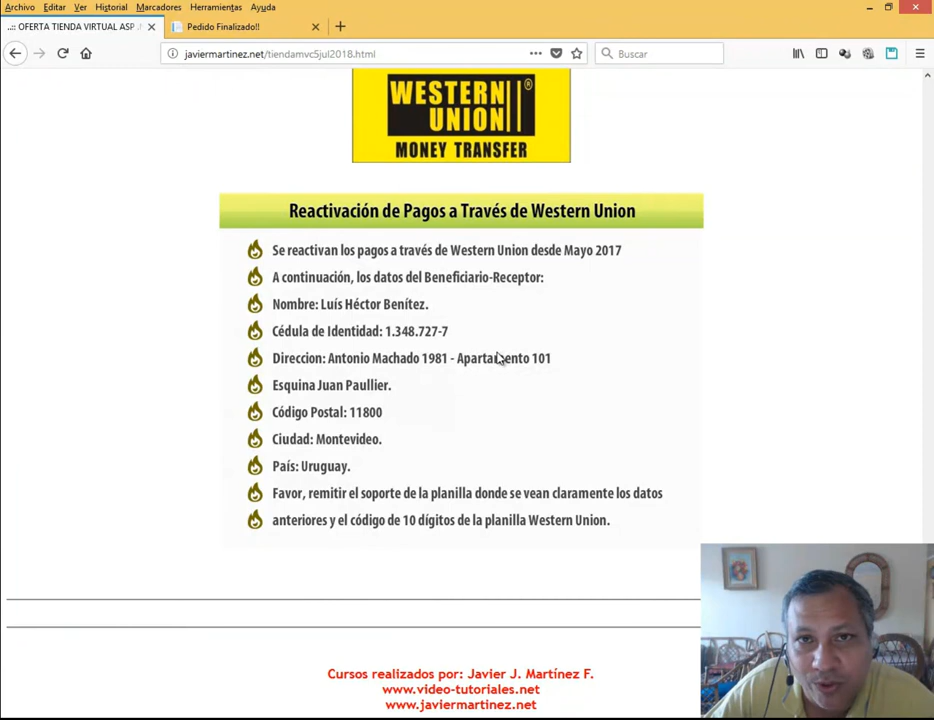 Archivo Editar Ver Historial Marcadores Herramientas Ayuda
..:: OFERTA TIENDA VIRTUAL ASP .N
Pedido Finalizado!!
javiermartinez.net/tiendamvc5jul2018.html
Buscar
WESTERN
UNION
®
MONEY TRANSFER
Reactivación de Pagos a Través de Western Union
Se reactivan los pagos a través de Western Union desde Mayo 2017
A continuación, los datos del Beneficiario-Receptor:
Nombre: Luís Héctor Benítez.
Cédula de Identidad: 1.348.727-7
Direccion: Antonio Machado 1981 - Apartamento 101
Esquina Juan Paullier.
Código Postal: 11800
Ciudad: Montevideo.
País: Uruguay.
Favor, remitir el soporte de la planilla donde se vean claramente los datos
anteriores y el código de 10 dígitos de la planilla Western Union.
Cursos realizados por: Javier J. Martínez F.
www.video-tutoriales.net
www.javiermartinez.net